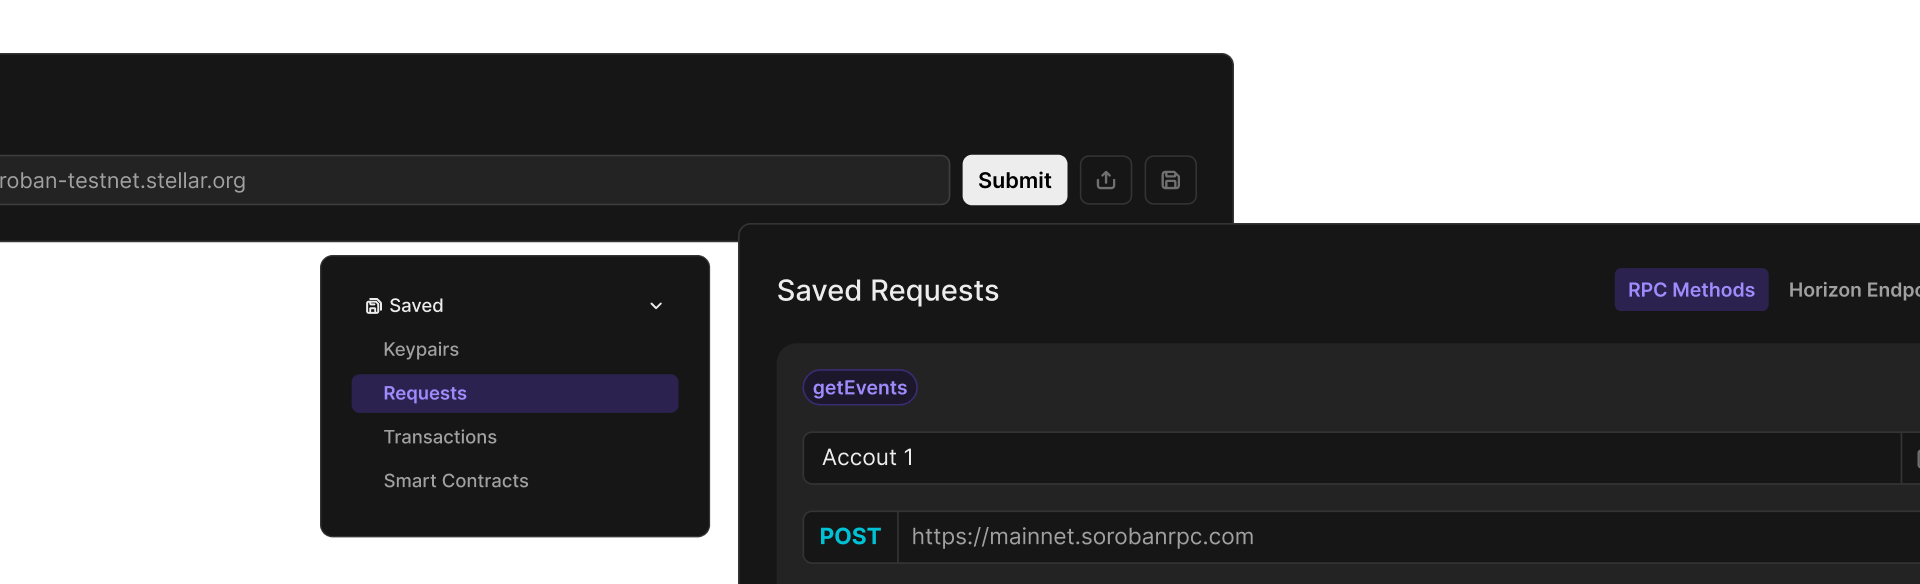 roban-testnet.stellar.org
Submit
Saved
Keypairs
Requests
Transactions
Smart Contracts
Saved Requests
RPC Methods
Horizon Endpo
getEvents
Accout 1
POST
https://mainnet.sorobanrpc.com